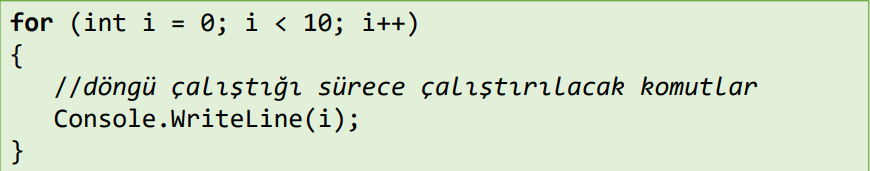 for (int i = 0; i < 10; i++)
{
//döngü çalıştığı sürece çalıştırılacak komutlar
Console.WriteLine(i);
}